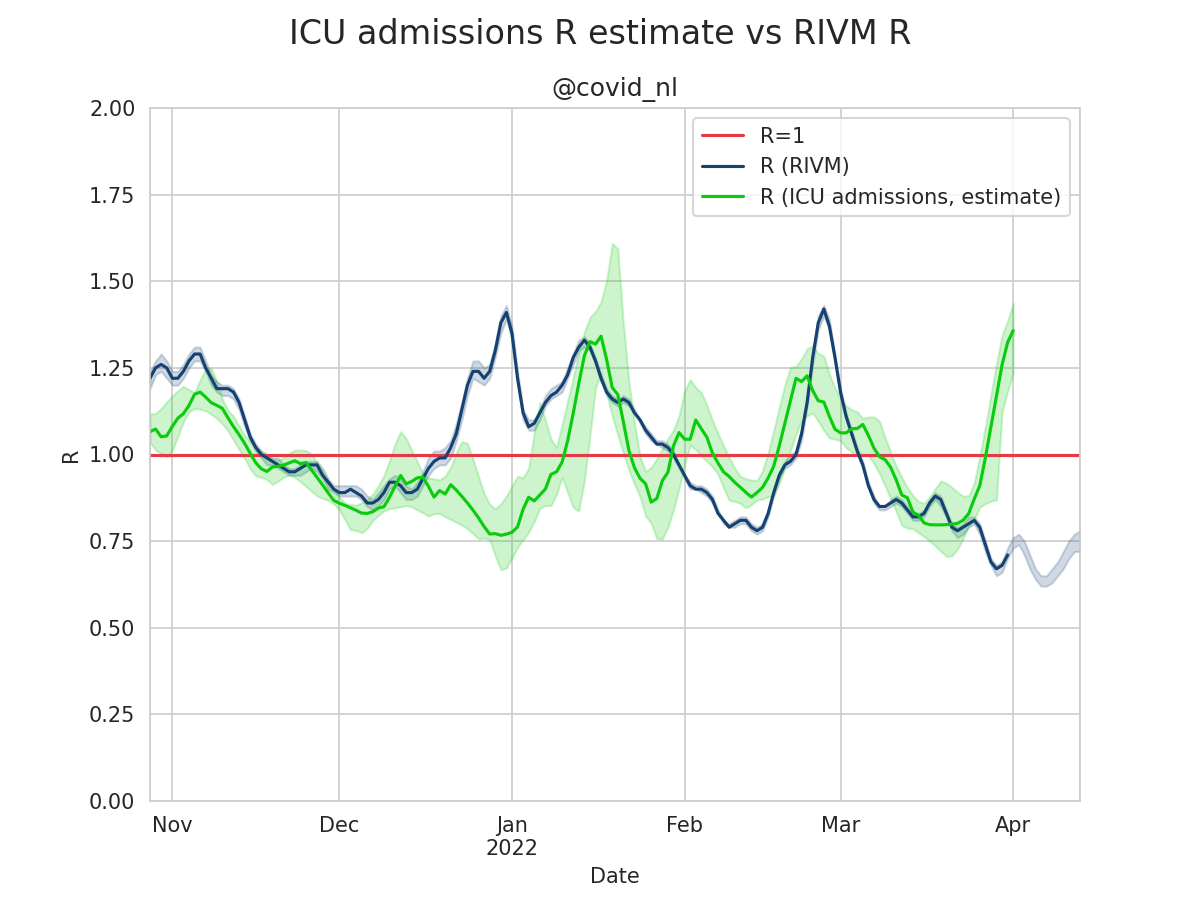 ICU admissions R estimate vs RIVM R
@covid_nl
2.00
1.75
1.50
1.25
1.00
0.75
0.50
0.25
0.00
R
R=1
R (RIVM)
R (ICU admissions, estimate)
Nov Dec Jan Feb Mar Apr
2022
Date